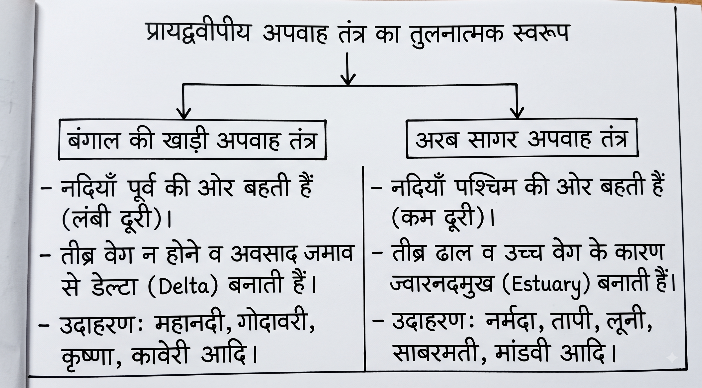 प्रायद्वीपीय अपवाह तंत्र का तुलनात्मक स्वरूप
बंगाल की खाड़ी अपवाह तंत्र
- नदियाँ पूर्व की ओर बहती हैं
(लंबी दूरी)।
- तीब्र वेग न होने व अवसाद जमाव
से डेल्टा (Delta) बनाती हैं।
- उदाहरण: महानदी, गोदावरी,
कृष्णा, कावेरी आदि।
अरब सागर अपवाह तंत्र
- नदियाँ पश्चिम की ओर बहती हैं
(कम दूरी)।
- तीब्र ढाल व उच्च वेग के कारण
ज्वारनदमुख (Estuary) बनाती हैं।
- उदाहरण: नर्मदा, तापी, लूनी,
साबरमती, मांडवी आदि।